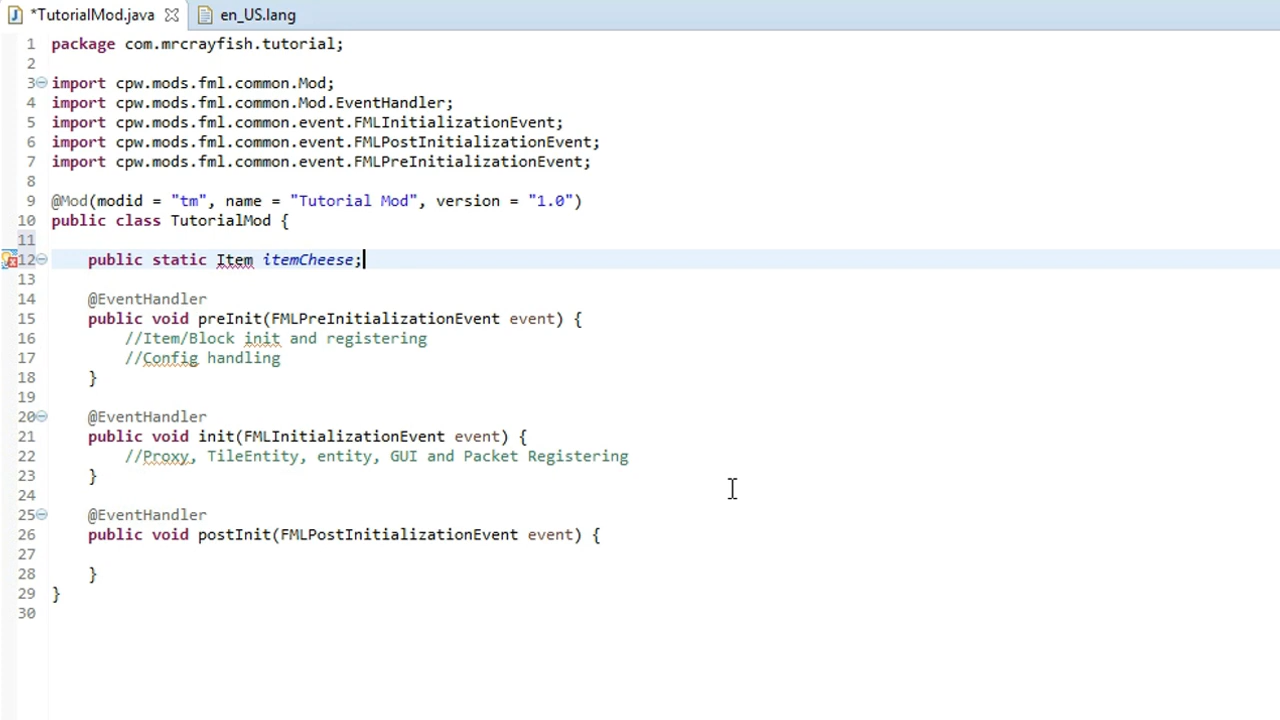 *TutorialMod.java en_US.lang
1 package com.mrcrayfish.tutorial;
2
3 import cpw.mods.fml.common.Mod;
4 import cpw.mods.fml.common.Mod.EventHandler;
5 import cpw.mods.fml.common.event.FMLInitializationEvent;
6 import cpw.mods.fml.common.event.FMLPostInitializationEvent;
7 import cpw.mods.fml.common.event.FMLPreInitializationEvent;
8
9 @Mod(modid = "tm", name = "Tutorial Mod", version = "1.0")
10 public class TutorialMod {
11
12 public static Item itemCheese;
13
14 @EventHandler
15 public void preInit(FMLPreInitializationEvent event) {
16 //Item/Block init and registering
17 //Config handling
18 }
19
20 @EventHandler
21 public void init(FMLInitializationEvent event) {
22 //Proxy, TileEntity, entity, GUI and Packet Registering
23 }
24
25 @EventHandler
26 public void postInit(FMLPostInitializationEvent event) {
27
28 }
29 }
30